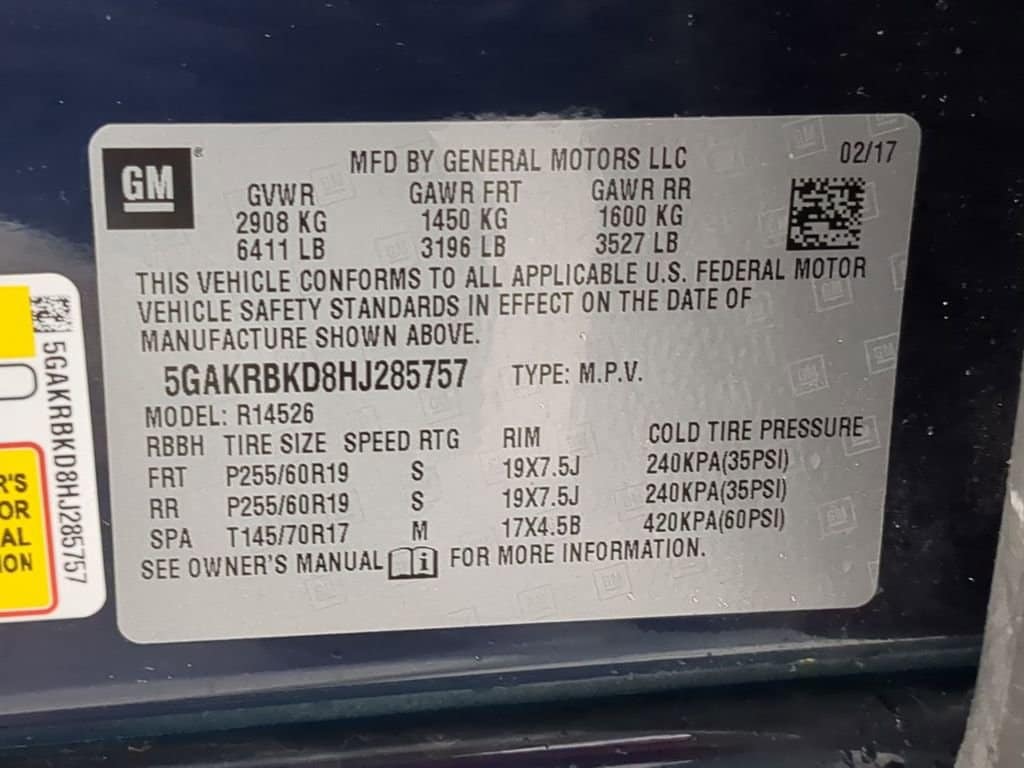 GM
MFD BY GENERAL MOTORS LLC 02/17
GVWR GAWR FRT GAWR RR
2908 KG 1450 KG 1600 KG
6411 LB 3196 LB 3527 LB
THIS VEHICLE CONFORMS TO ALL APPLICABLE U.S. FEDERAL MOTOR
VEHICLE SAFETY STANDARDS IN EFFECT ON THE DATE OF
MANUFACTURE SHOWN ABOVE.
5GAKRBKD8HJ285757 TYPE: M.P.V.
MODEL: R14526
RBBH TIRE SIZE SPEED RTG RIM COLD TIRE PRESSURE
FRT P255/60R19 S 19X7.5J 240KPA(35PSI)
RR P255/60R19 S 19X7.5J 240KPA(35PSI)
SPA T145/70R17 M 17X4.5B 420KPA(60PSI)
SEE OWNER'S MANUAL FOR MORE INFORMATION.
5GAKRBKD8HJ285757
R'S
OR
AL
ION